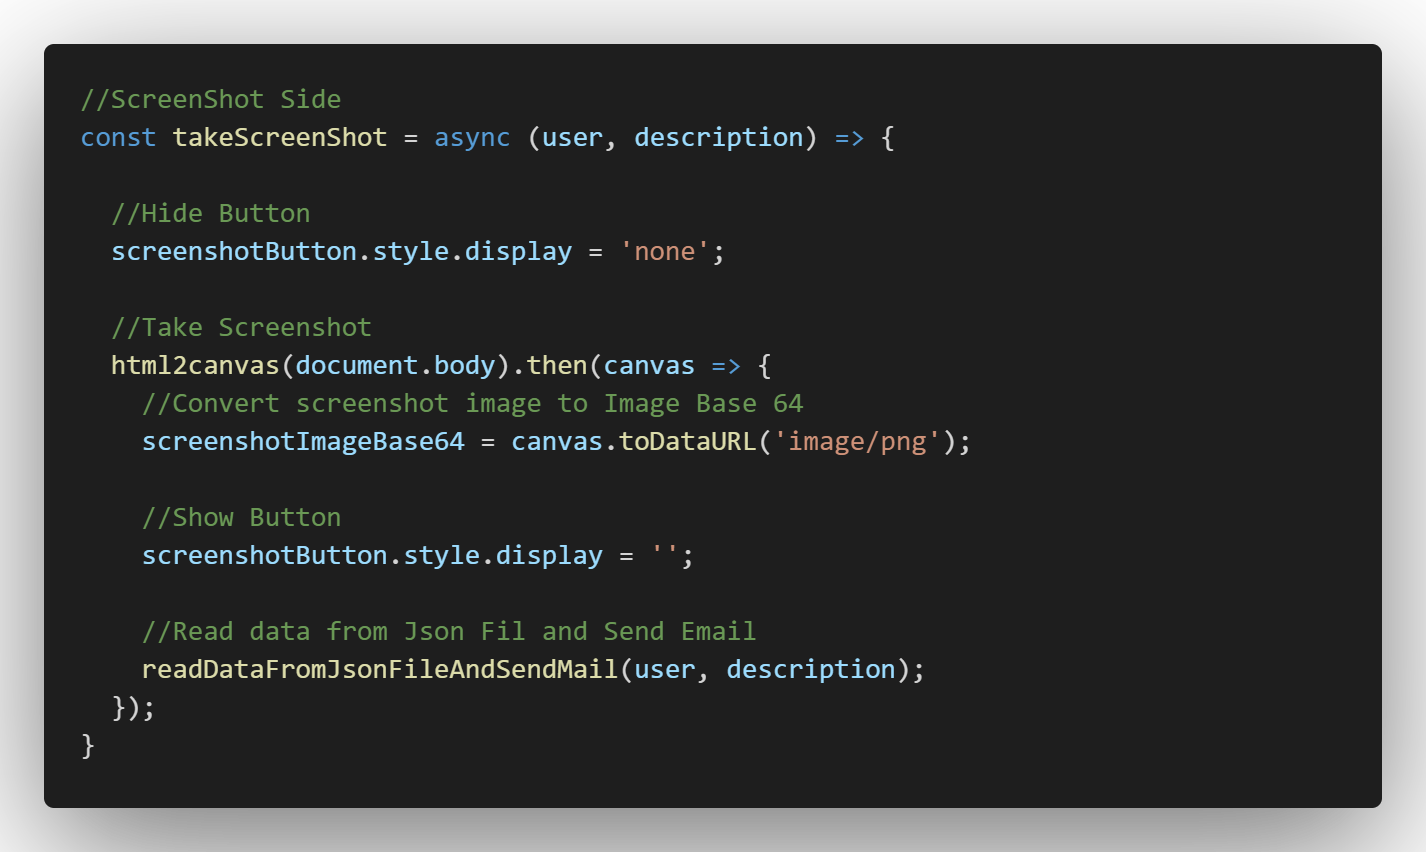 //ScreenShot Side
const takeScreenShot = async (user, description) => {
//Hide Button
screenshotButton.style.display = 'none';
//Take Screenshot
html2canvas(document.body).then(canvas => {
//Convert screenshot image to Image Base 64
screenshotImageBase64 = canvas.toDataURL('image/png');
//Show Button
screenshotButton.style.display = '';
//Read data from Json Fil and Send Email
readDataFromJsonFileAndSendMail(user, description);
});
}